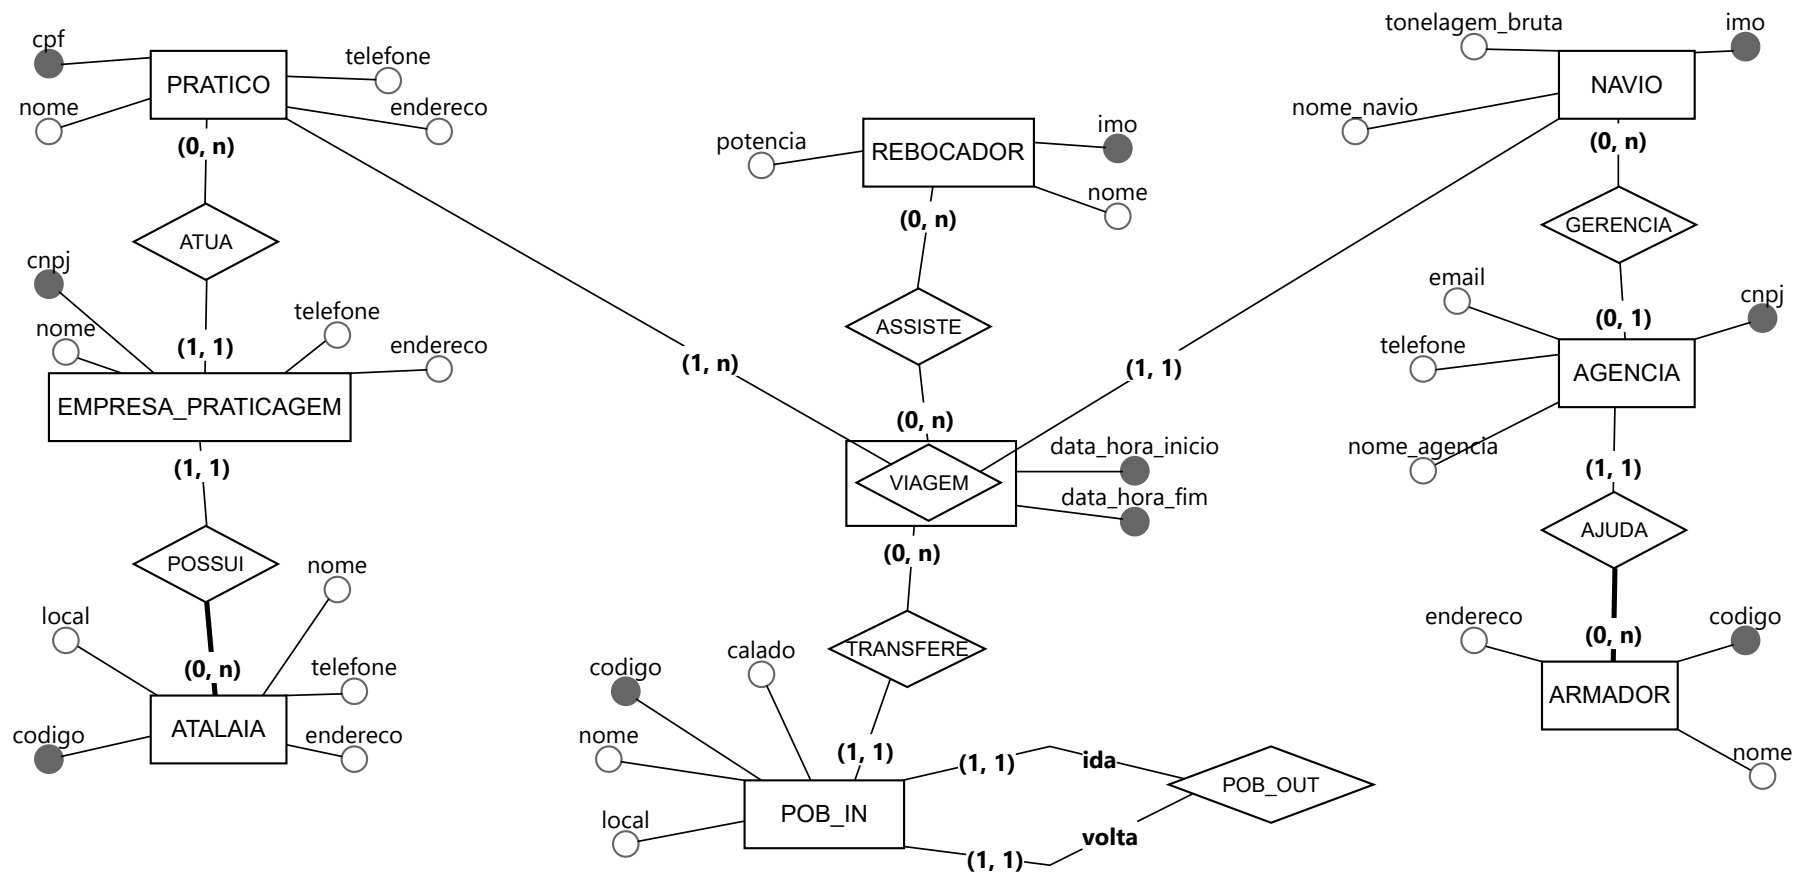 tonelagem_bruta
imo
cpf
telefone
PRATICO
NAVIO
nome
endereco
nome_navio
imo
potencia
REBOCADOR
(0, n)
(0, n)
nome
(0, n)
ATUA
GERENCIA
cnpj
email
cnpj
nome
telefone
ASSISTE
(0, 1)
(1, 1)
endereco
telefone
(1, n)
(1, 1)
AGENCIA
EMPRESA_PRATICAGEM
(0, n)
nome_agencia
data_hora_inicio
(1, 1)
(1, 1)
VIAGEM
data_hora_fim
AJUDA
(0, n)
POSSUI
nome
local
endereco
codigo
(0, n)
TRANSFERE
calado
(0, n)
telefone
codigo
ARMADOR
ATALAIA
codigo
endereco
nome
(1, 1)
(1, 1)
ida
nome
POB_OUT
local
POB_IN
volta
(1, 1)